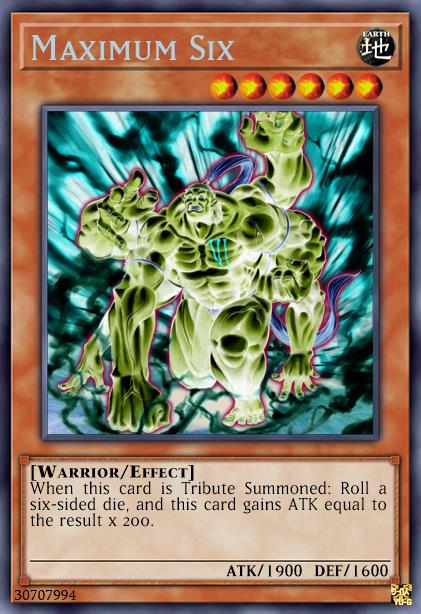 Maximum Six
EARTH
地
[Warrior/Effect]
When this card is Tribute Summoned: Roll a
six-sided die, and this card gains ATK equal to
the result x 200.
ATK/1900 DEF/1600
30707994